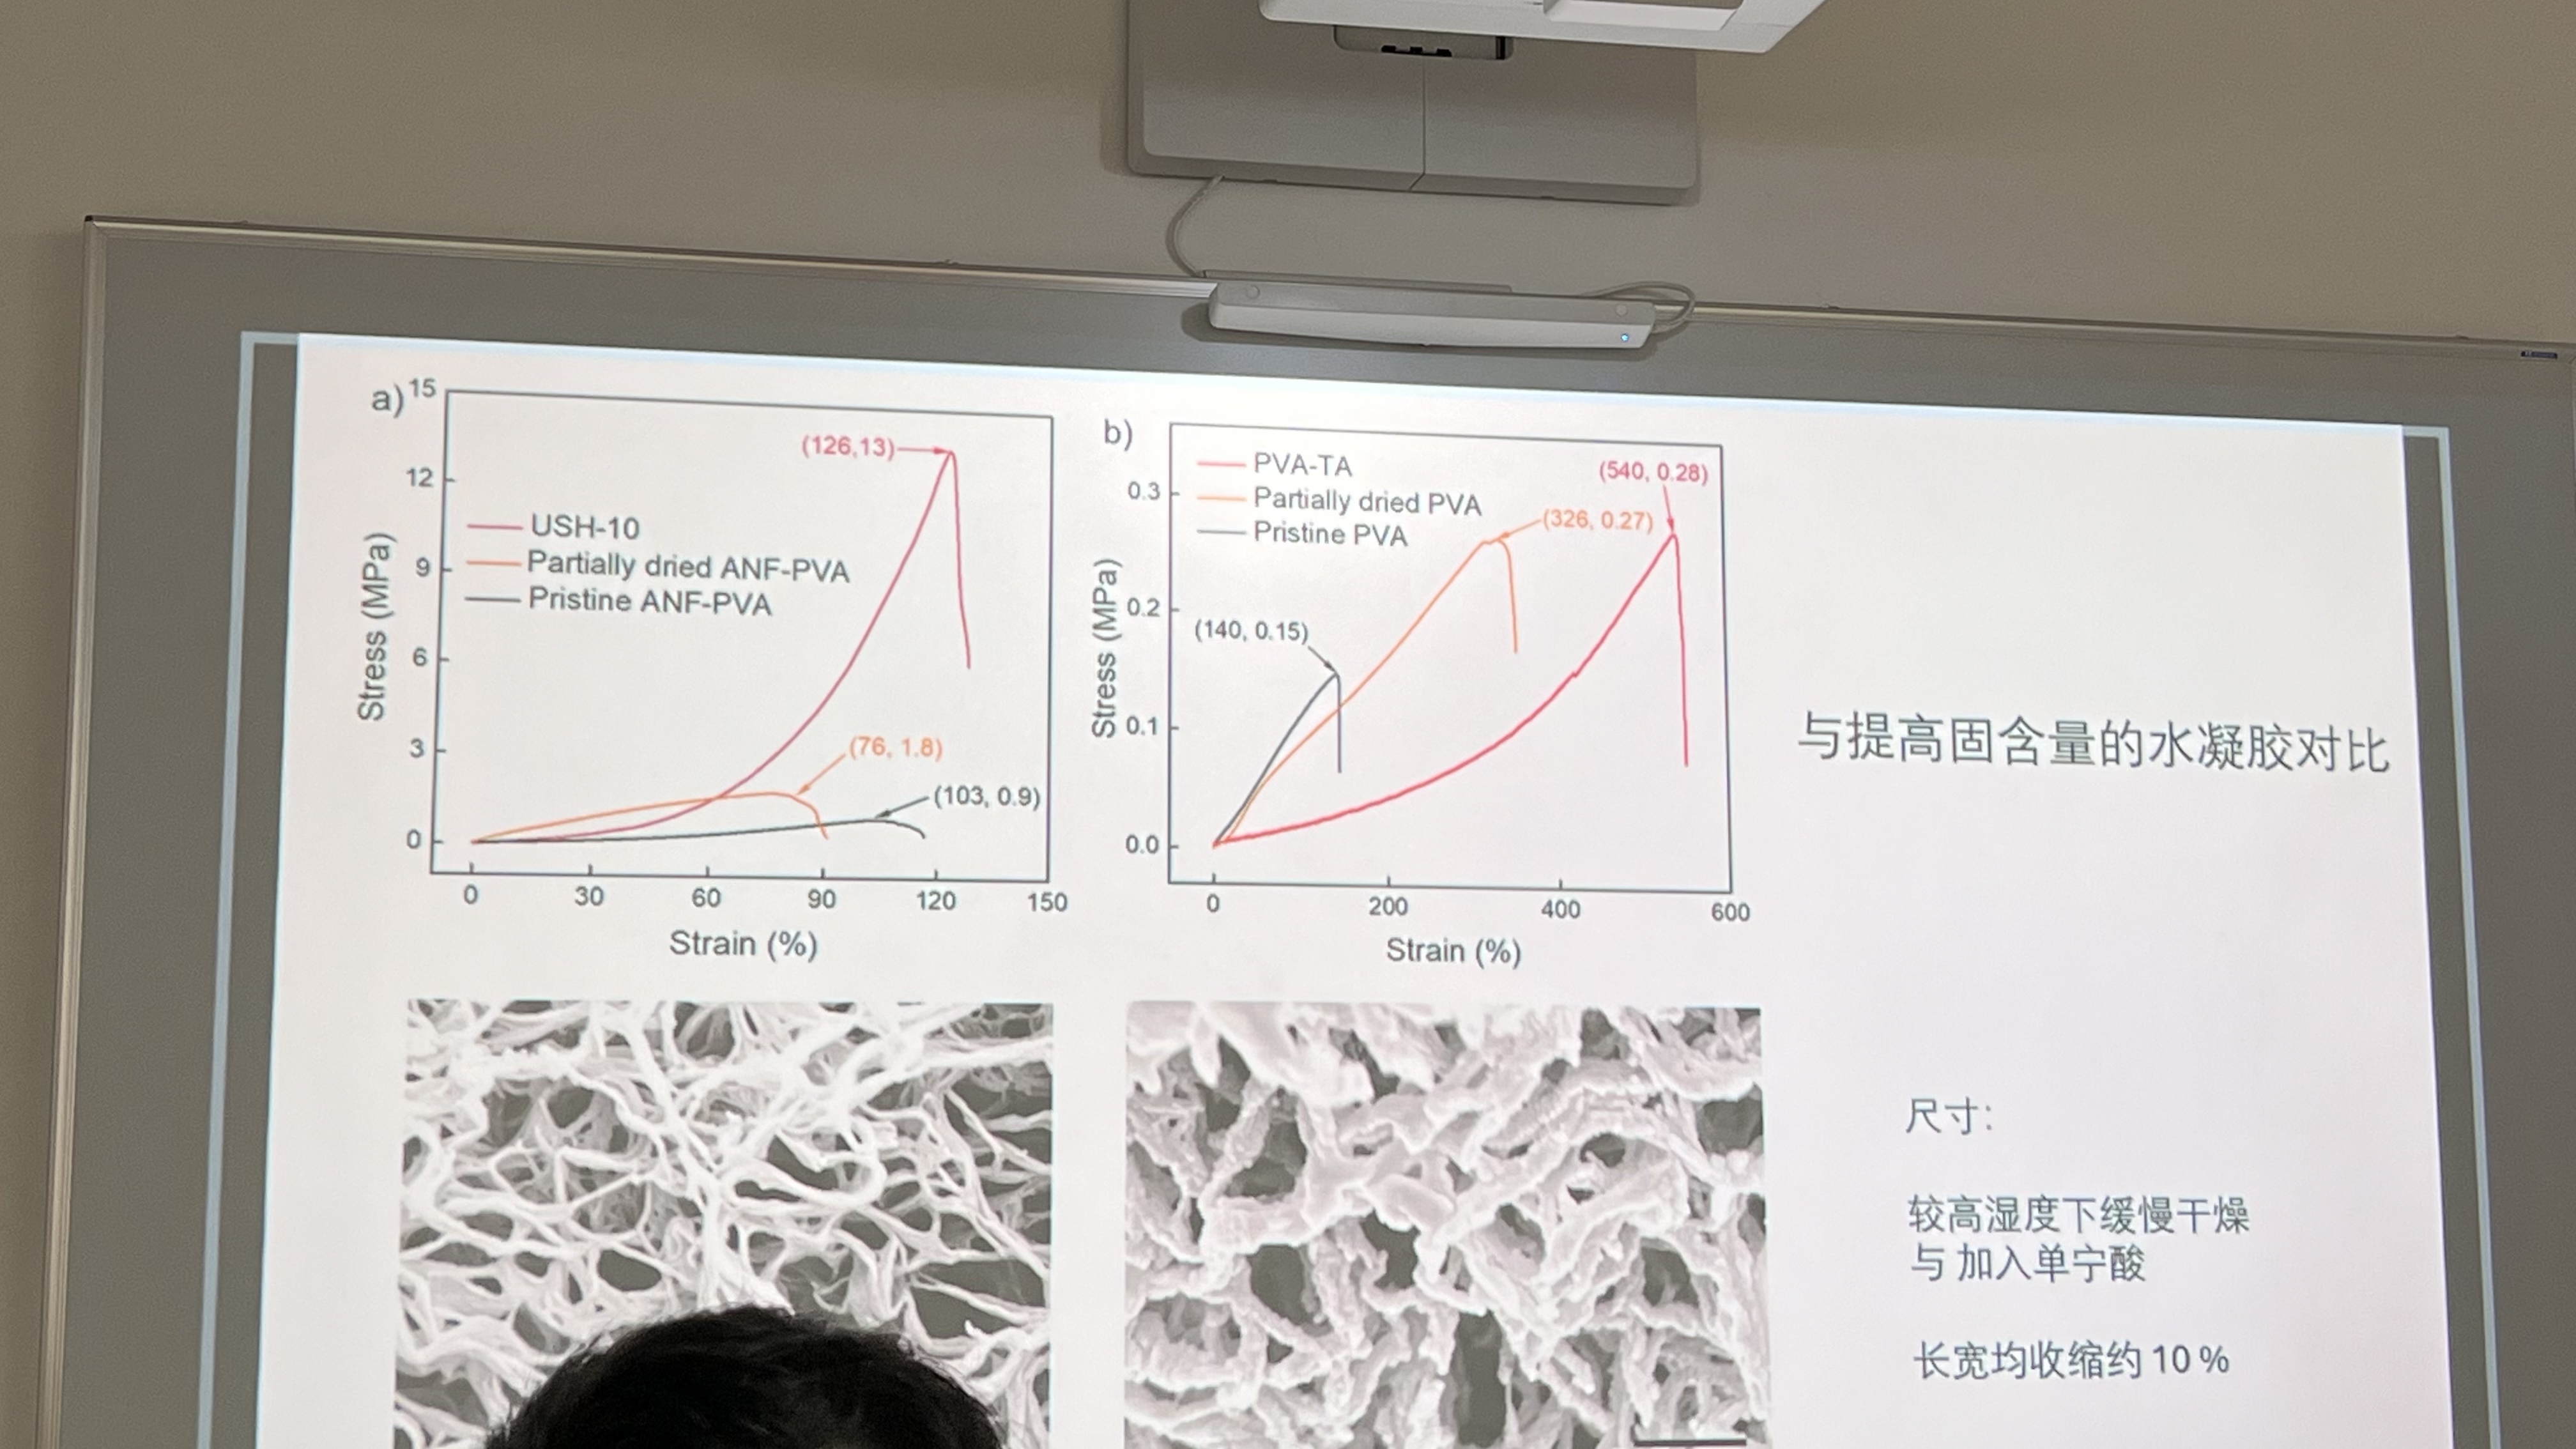 a)
15
12
9
6
3
0
Stress (MPa)
(126,13)
USH-10
Partially dried ANF-PVA
Pristine ANF-PVA
(76, 1.8)
(103, 0.9)
0 30 60 90 120 150
Strain (%)
b)
0.3
0.2
0.1
0.0
Stress (MPa)
PVA-TA
Partially dried PVA
Pristine PVA
(540, 0.28)
(326, 0.27)
(140, 0.15)
0 200 400 600
Strain (%)
与提高固含量的水凝胶对比
尺寸：
较高湿度下缓慢干燥
与 加入单宁酸
长宽均收缩约 10 %